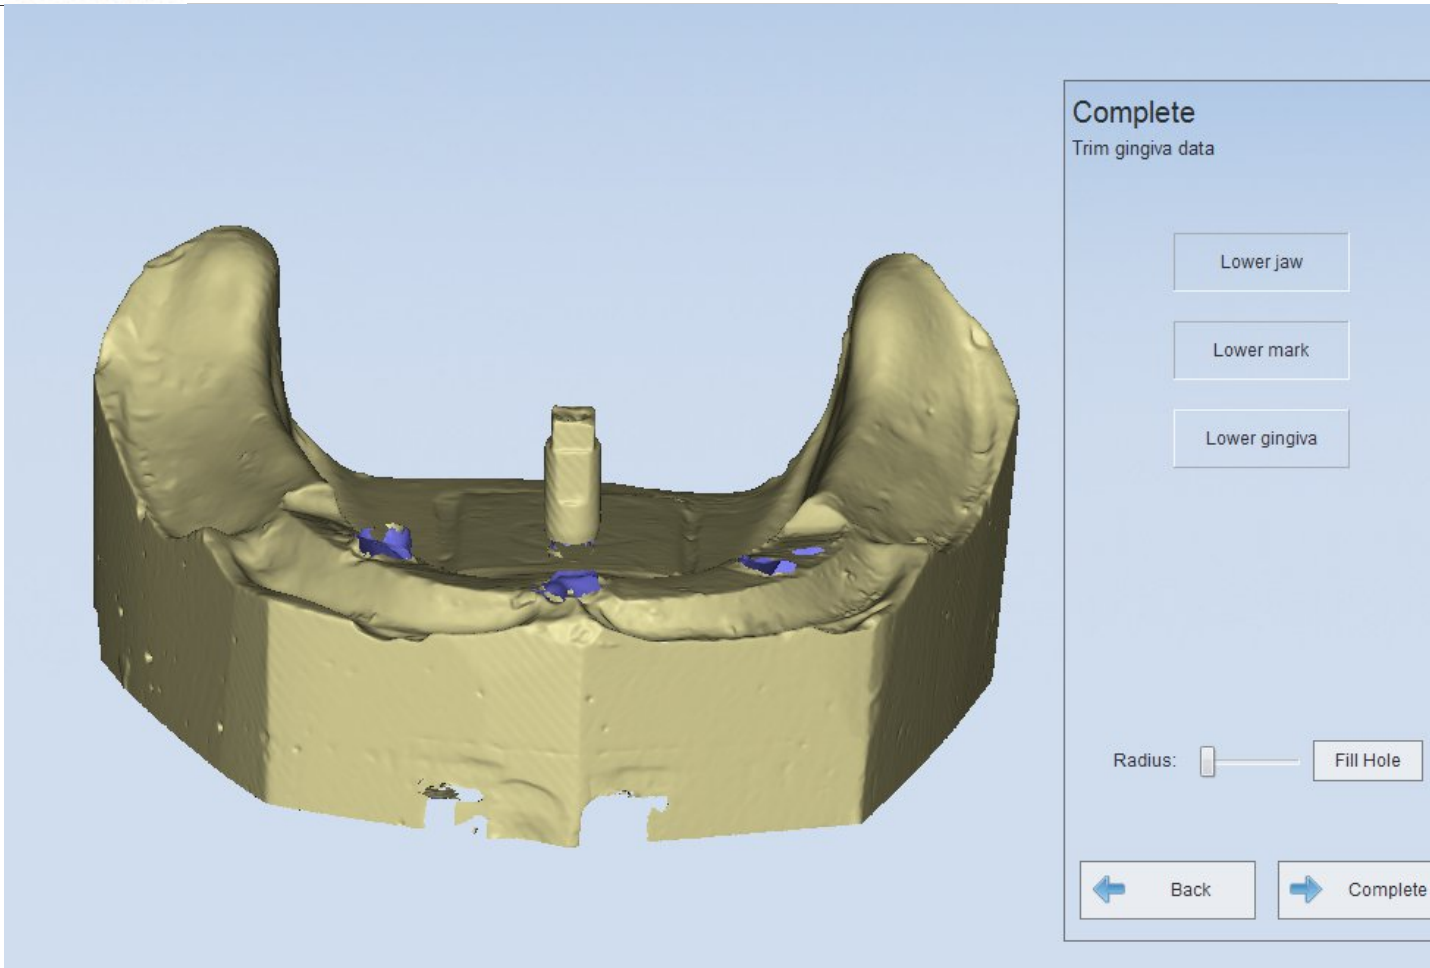 Complete
Trim gingiva data
Lower jaw
Lower mark
Lower gingiva
Radius:
Fill Hole
Back
Complete